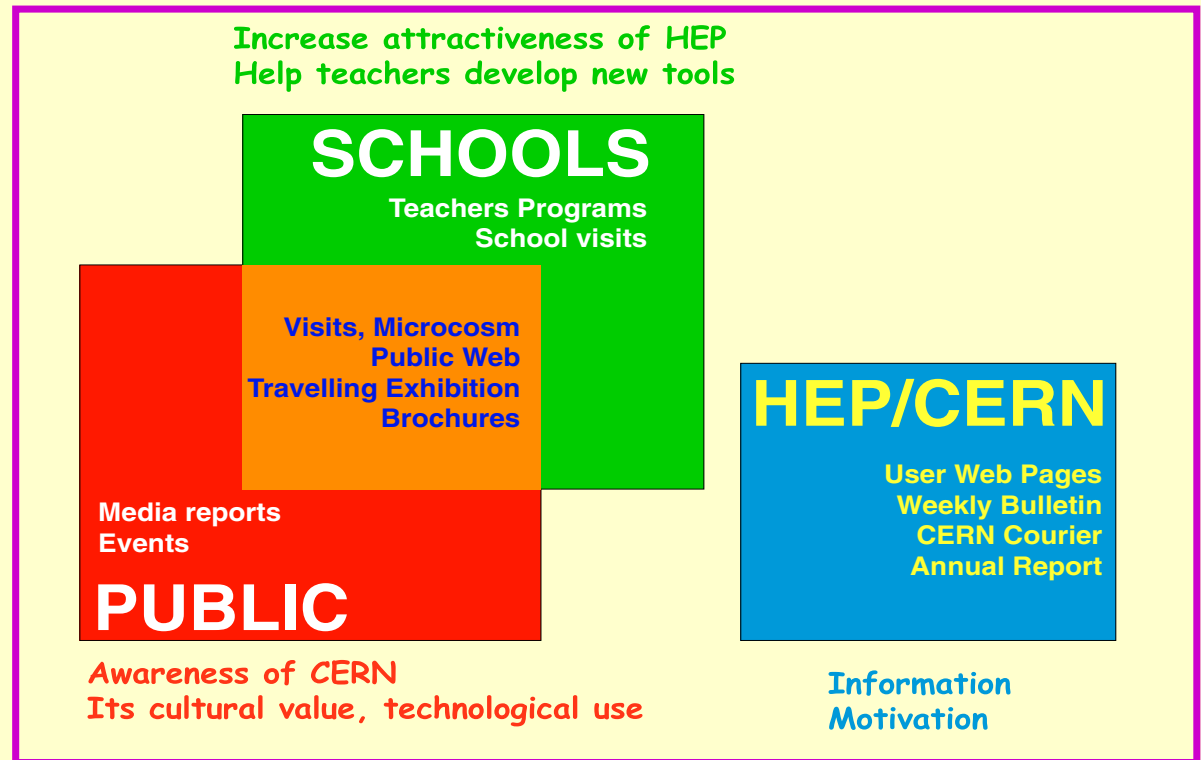 Increase attractiveness of HEP
Help teachers develop new tools
SCHOOLS
Teachers Programs
School visits
Visits, Microcosm
Public Web
Travelling Exhibition
Brochures
Media reports
Events
PUBLIC
Awareness of CERN
Its cultural value, technological use
HEP/CERN
User Web Pages
Weekly Bulletin
CERN Courier
Annual Report
Information
Motivation